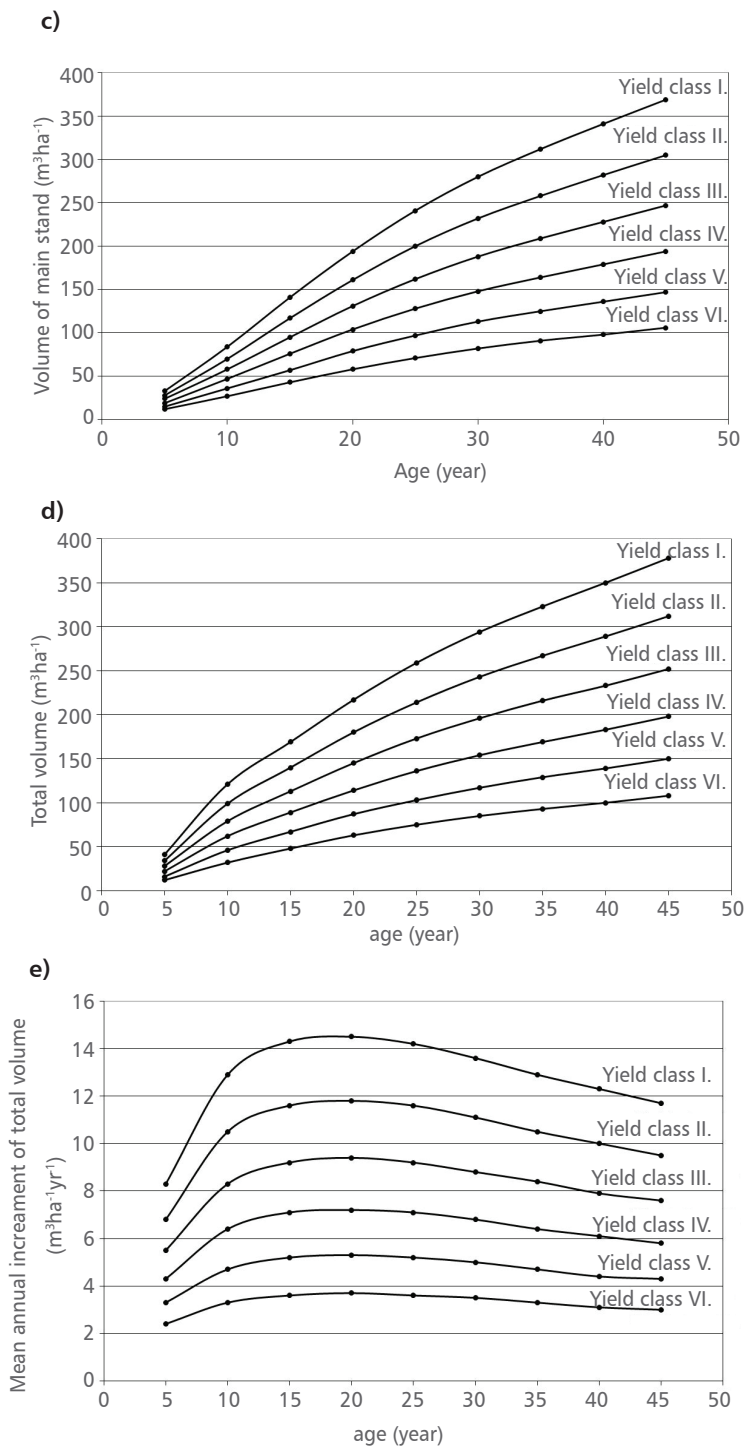 c)
400
350
300
250
200
150
100
50
0
Volume of main stand (m³ha⁻¹)
Yield class I.
Yield class II.
Yield class III.
Yield class IV.
Yield class V.
Yield class VI.
0 10 20 30 40 50
Age (year)
d)
400
350
300
250
200
150
100
50
0
Total volume (m³ha⁻¹)
Yield class I.
Yield class II.
Yield class III.
Yield class IV.
Yield class V.
Yield class VI.
0 5 10 15 20 25 30 35 40 45 50
age (year)
e)
16
14
12
10
8
6
4
2
0
Mean annual increament of total volume
(m³ha⁻¹yr¹)
Yield class I.
Yield class II.
Yield class III.
Yield class IV.
Yield class V.
Yield class VI.
0 5 10 15 20 25 30 35 40 45 50
age (year)